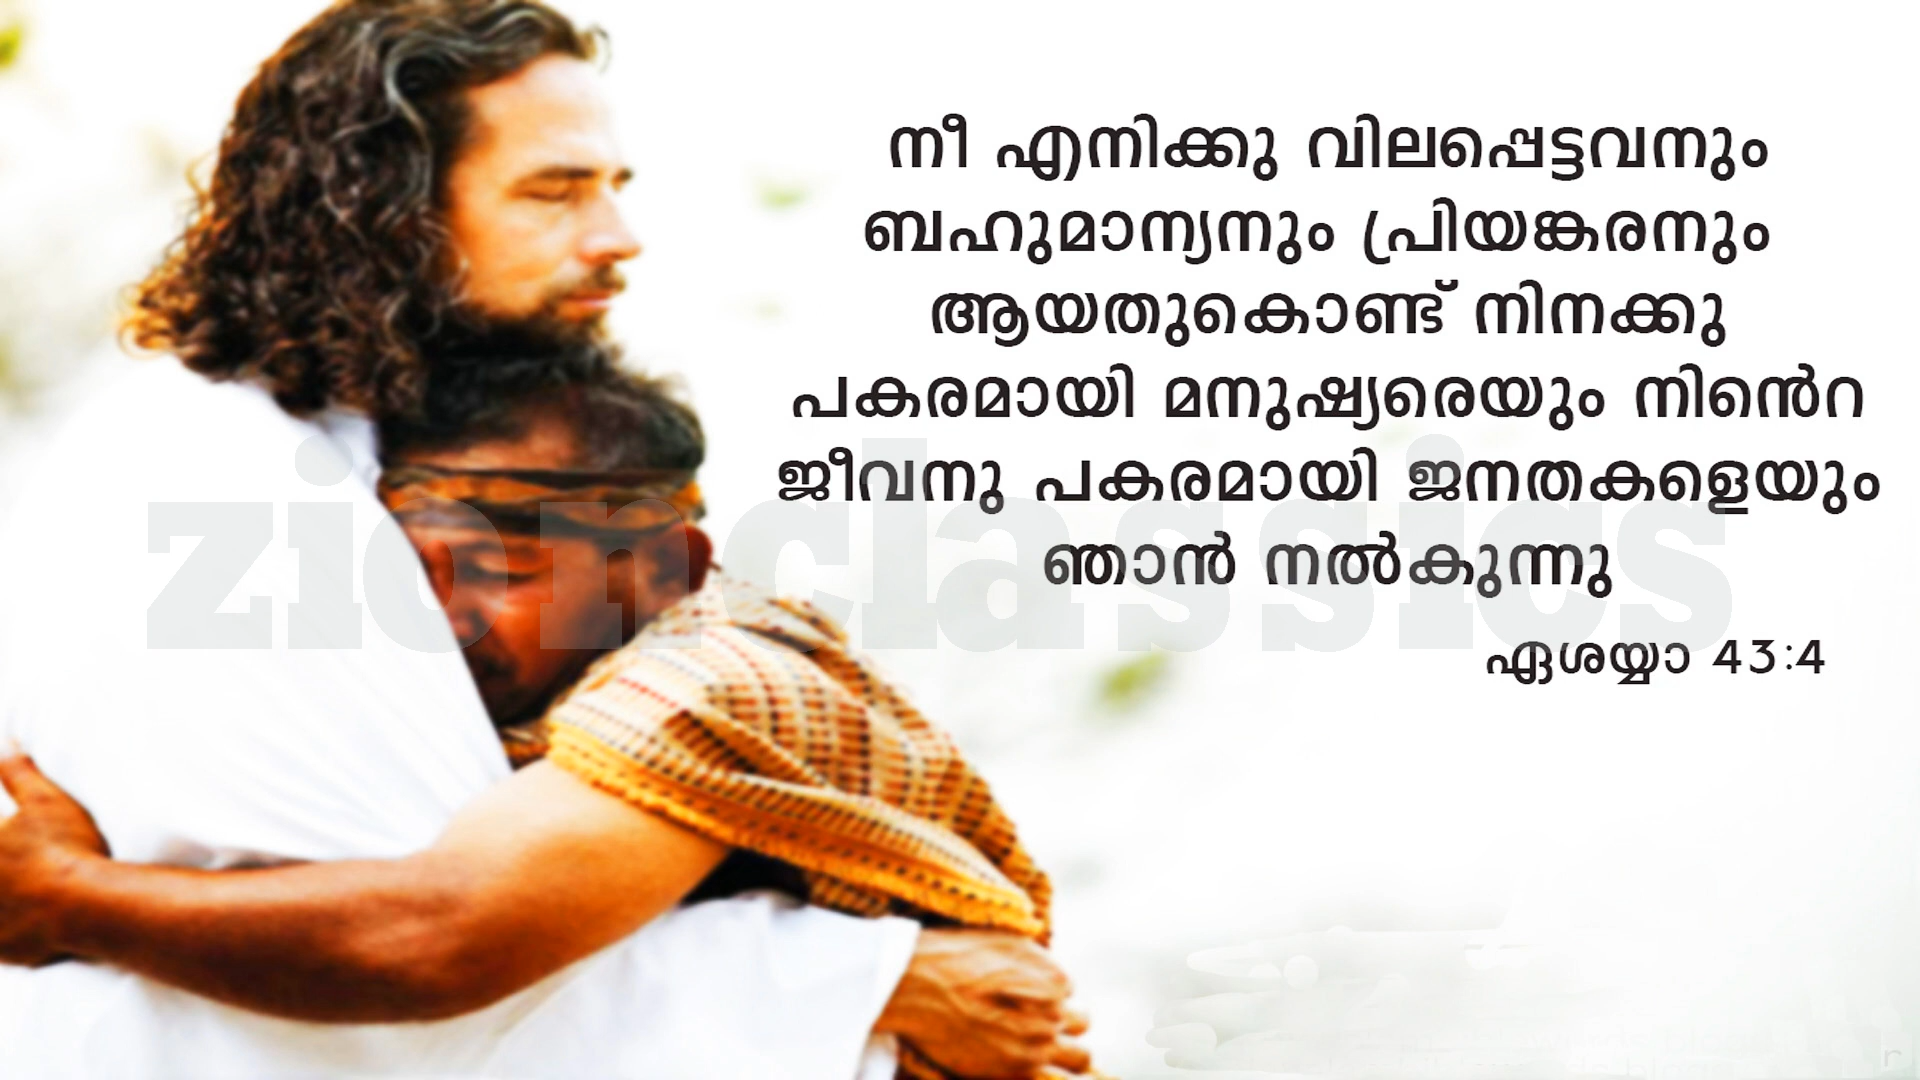 നീ എനിക്കു വിലപ്പെട്ടവനും
ബഹുമാന്യനും പ്രിയങ്കരനും
ആയതുകൊണ്ട് നിനക്കു
പകരമായി മനുഷ്യരെയും നിൻെറ
ജീവനു പകരമായി ജനതകളെയും
ഞാൻ നൽകുന്നു
ഏശയ്യാ 43:4
zionclassics